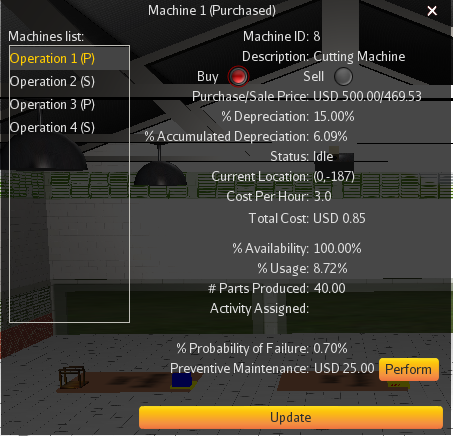 Machine 1 (Purchased)
Machines list:
Operation 1 (P)
Operation 2 (S)
Operation 3 (P)
Operation 4 (S)
Machine ID: 8
Description: Cutting Machine
Buy Sell
Purchase/Sale Price: USD 500.00/469.53
% Depreciation: 15.00%
% Accumulated Depreciation: 6.09%
Status: Idle
Current Location: (0,-187)
Cost Per Hour: 3.0
Total Cost: USD 0.85
% Availability: 100.00%
% Usage: 8.72%
# Parts Produced: 40.00
Activity Assigned:
% Probability of Failure: 0.70%
Preventive Maintenance: USD 25.00 Perform
Update